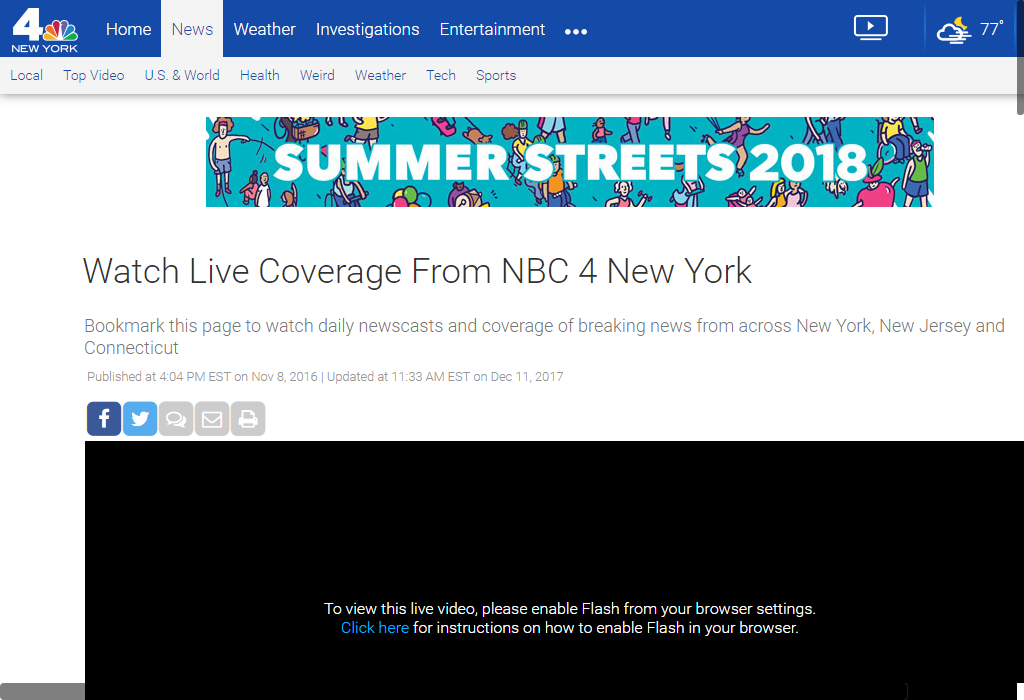 4
NEW YORK
Home
News
Weather
Investigations
Entertainment
77°
Local
Top Video
U.S. & World
Health
Weird
Weather
Tech
Sports
SUMMER STREETS 2018
Watch Live Coverage From NBC 4 New York
Bookmark this page to watch daily newscasts and coverage of breaking news from across New York, New Jersey and
Connecticut
Published at 4:04 PM EST on Nov 8, 2016 | Updated at 11:33 AM EST on Dec 11, 2017
To view this live video, please enable Flash from your browser settings.
Click here for instructions on how to enable Flash in your browser.